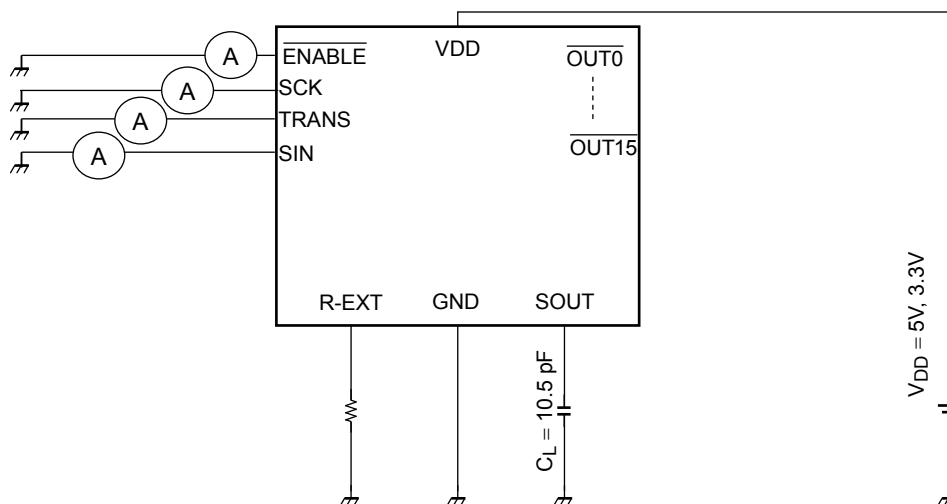 A
ENABLE
VDD
OUT0
A
SCK
A
TRANS
A
SIN
OUT15
R-EXT
GND
SOUT
CL = 10.5 pF
VDD = 5V, 3.3V